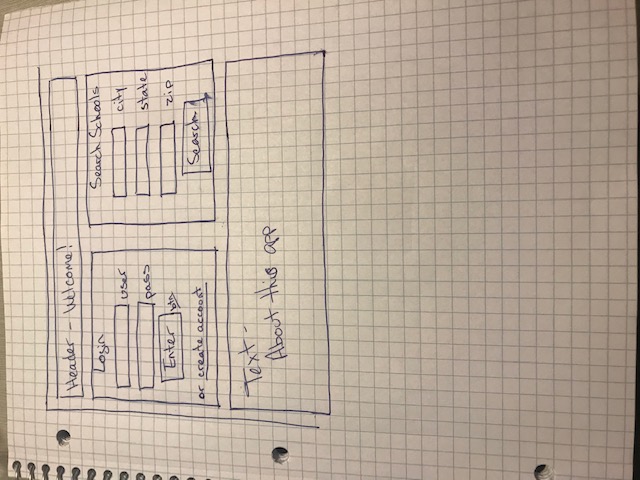 Header - Welcome!
Login
user
pass
Enter btn
or create account
Search Schools
city
state
zip
Search
Text -
About this app